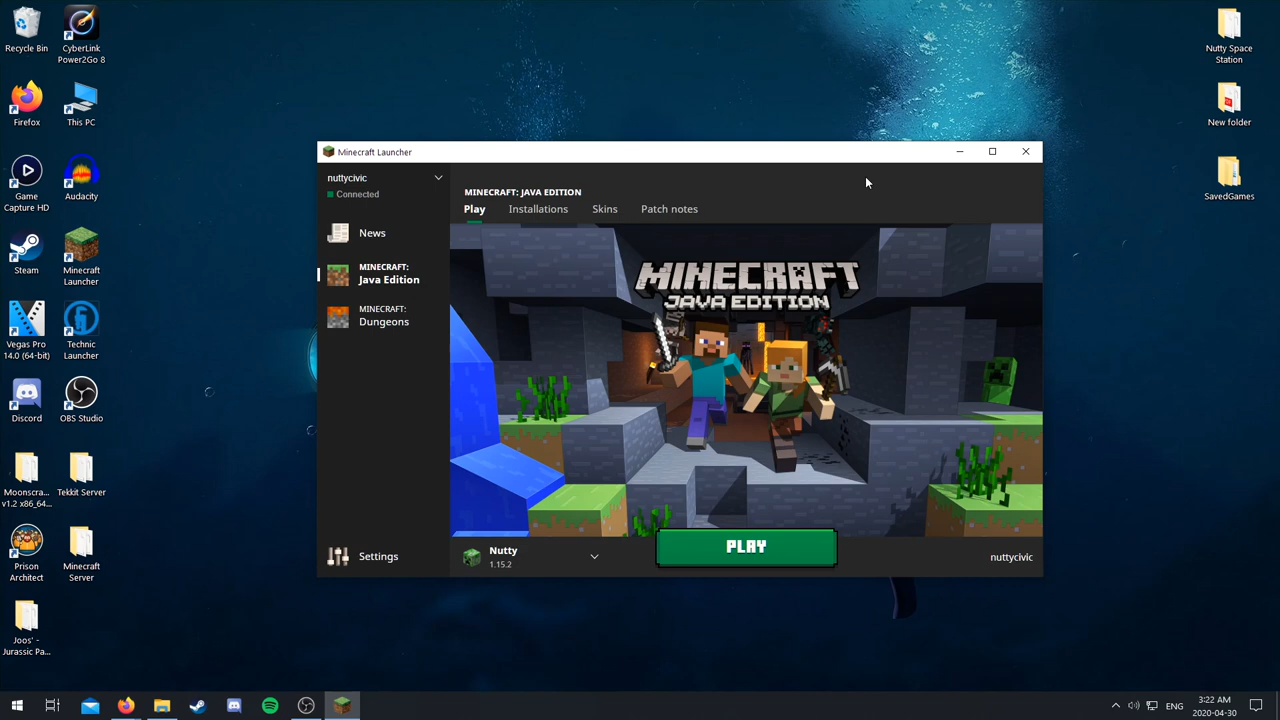 Recycle Bin
CyberLink
Power2Go 8
Firefox
This PC
Game
Capture HD
Audacity
Steam
Minecraft
Launcher
Vegas Pro
14.0 (64-bit)
Technic
Launcher
Discord
OBS Studio
Moonscra...
v1.2 x86_64...
Tekkit Server
Prison
Architect
Minecraft
Server
Joos' -
Jurassic Pa...
Nutty Space
Station
New folder
SavedGames
Minecraft Launcher
nuttycivic
Connected
News
MINECRAFT:
Java Edition
MINECRAFT:
Dungeons
Settings
MINECRAFT: JAVA EDITION
Play Installations Skins Patch notes
MINECRAFT
JAVA EDITION
Nutty
1.15.2
PLAY
nuttycivic
ENG
3:22 AM
2020-04-30